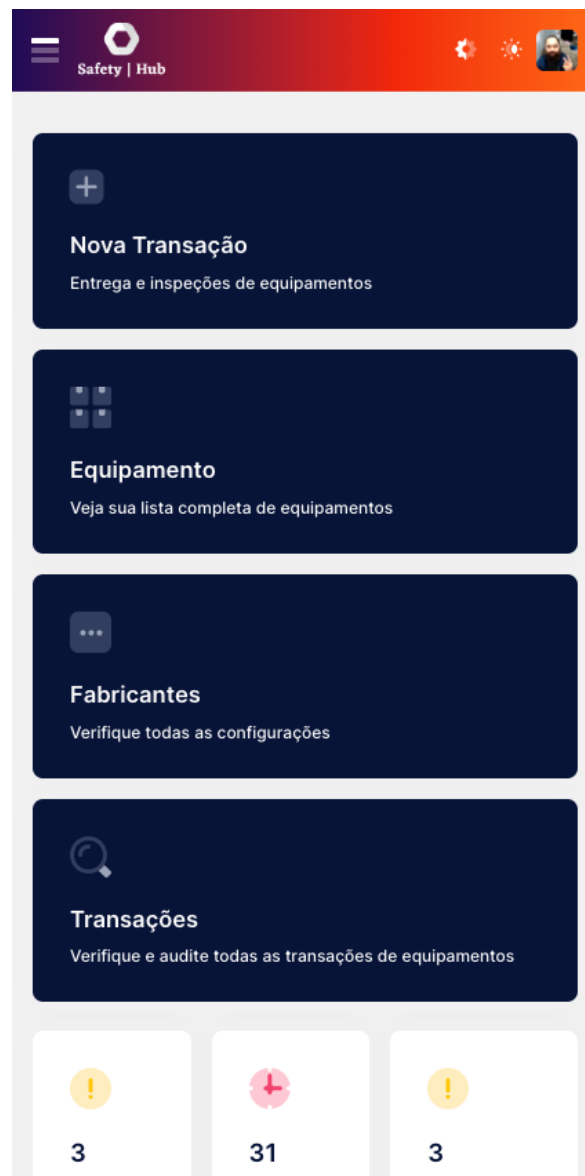 Safety | Hub
Nova Transação
Entrega e inspeções de equipamentos
Equipamento
Veja sua lista completa de equipamentos
Fabricantes
Verifique todas as configurações
Transações
Verifique e audite todas as transações de equipamentos
3 31 3